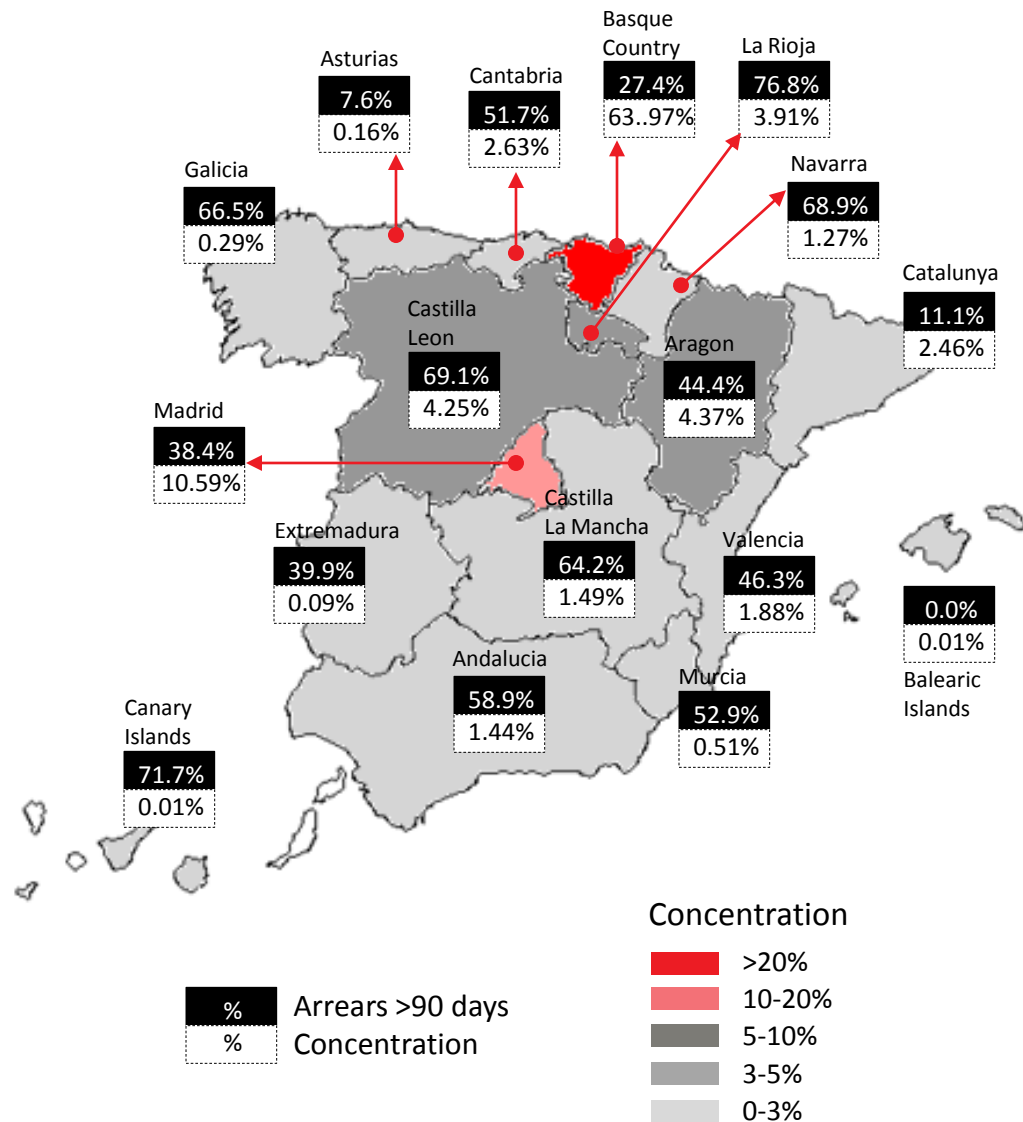 Basque
Country
27.4%
63..97%
La Rioja
76.8%
3.91%
Asturias
7.6%
0.16%
Cantabria
51.7%
2.63%
Navarra
68.9%
1.27%
Galicia
66.5%
0.29%
Catalunya
11.1%
2.46%
Castilla
Leon
69.1%
4.25%
Aragon
44.4%
4.37%
Madrid
38.4%
10.59%
Castilla
La Mancha
64.2%
1.49%
Extremadura
39.9%
0.09%
Valencia
46.3%
1.88%
0.0%
0.01%
Balearic
Islands
Andalucia
58.9%
1.44%
Murcia
52.9%
0.51%
Canary
Islands
71.7%
0.01%
Concentration
>20%
10-20%
5-10%
3-5%
0-3%
% Arrears >90 days
% Concentration